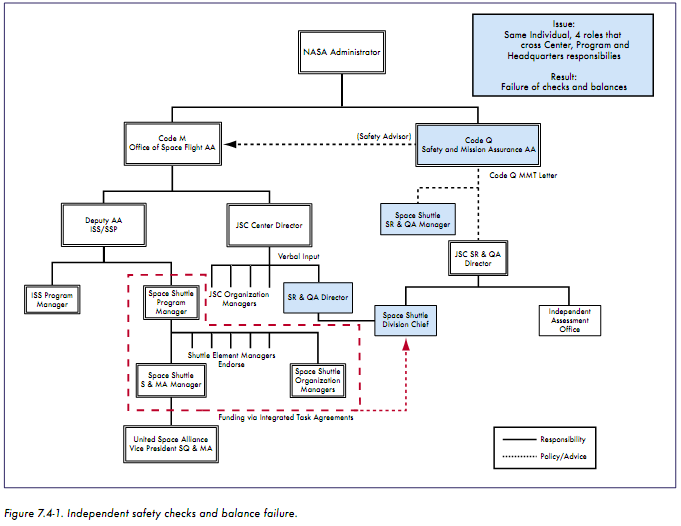 Issue:
Same Individual, 4 roles that
cross Center, Program and
Headquarters responsibilies
Result:
Failure of checks and balances
NASA Administrator
Code M
Office of Space Flight AA
(Safety Advisor)
Code Q
Safety and Mission Assurance AA
Code Q MMT Letter
Deputy AA
ISS/SSP
JSC Center Director
Space Shuttle
SR & QA Manager
Verbal Input
JSC SR & QA
Director
ISS Program
Manager
Space Shuttle
Program
Manager
JSC Organization
Managers
SR & QA Director
Space Shuttle
Division Chief
Independent
Assessment
Office
Shuttle Element Managers
Endorse
Space Shuttle
S & MA Manager
Space Shuttle
Organization
Managers
Funding via Integrated Task Agreements
United Space Alliance
Vice President SQ & MA
Responsibility
Policy/Advice
Figure 7.4-1. Independent safety checks and balance failure.